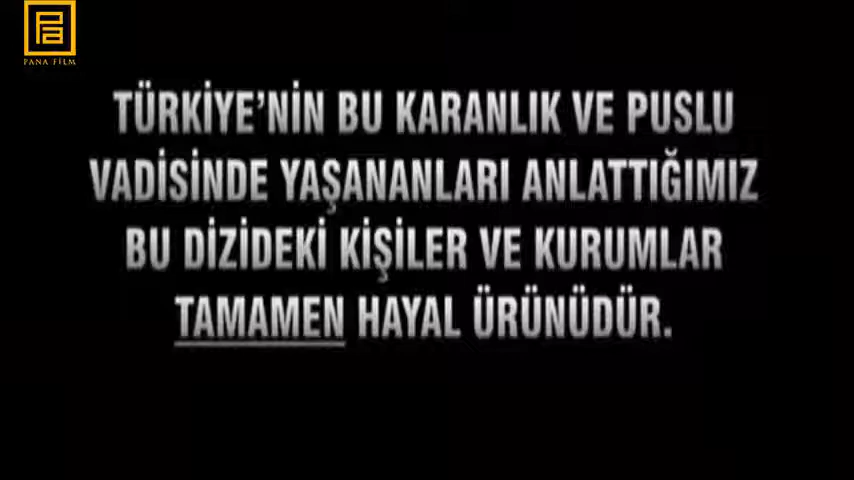 PANA FİLM
TÜRKİYE'NİN BU KARANLIK VE PUSLU
VADİSİNDE YAŞANANLARI ANLATTIĞIMIZ
BU DİZİDEKİ KİŞİLER VE KURUMLAR
TAMAMEN HAYAL ÜRÜNÜDÜR.